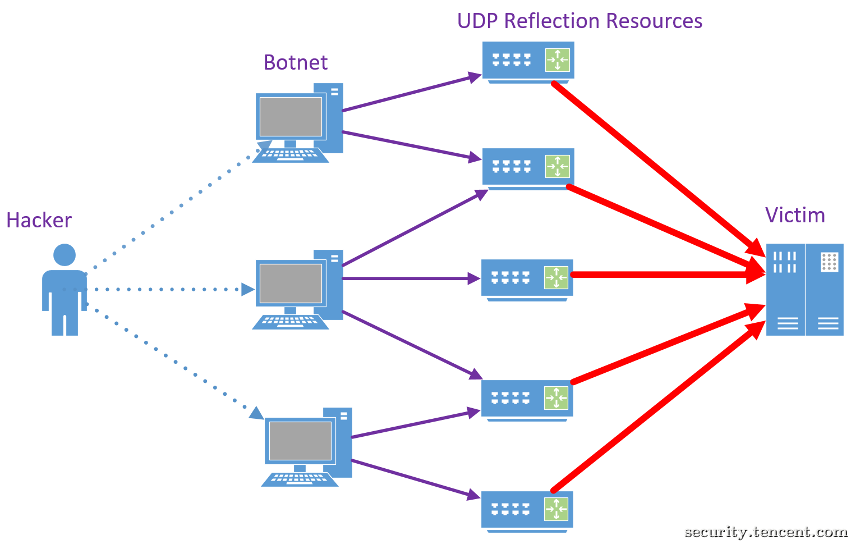 UDP Reflection Resources
Botnet
Hacker
Victim
security.tencent.com